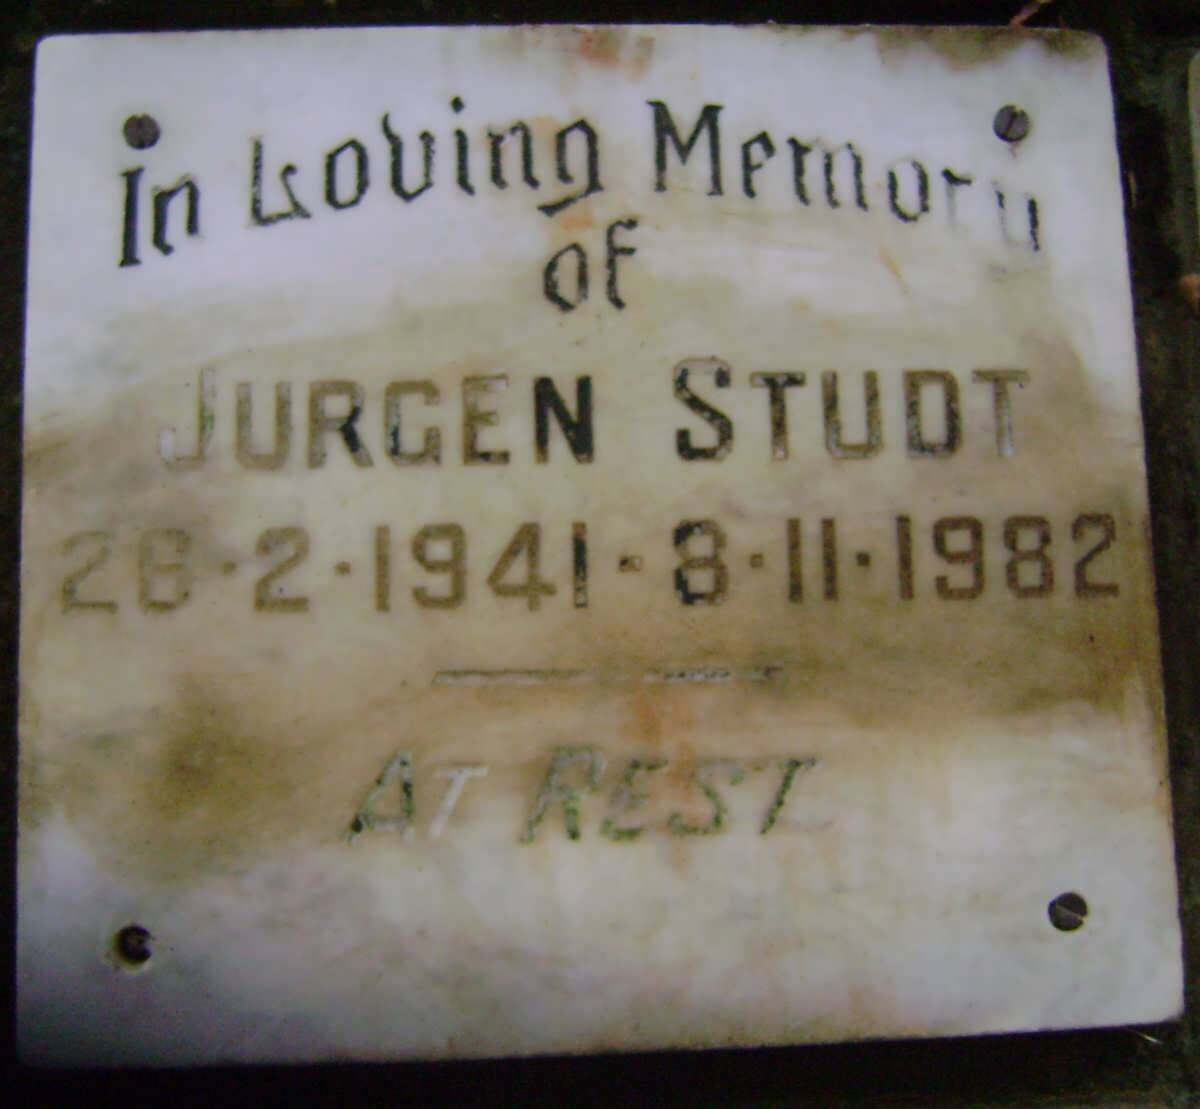 In Loving Memory
of
JURGEN STUDT
26·2·1941·8·11·1982
AT REST